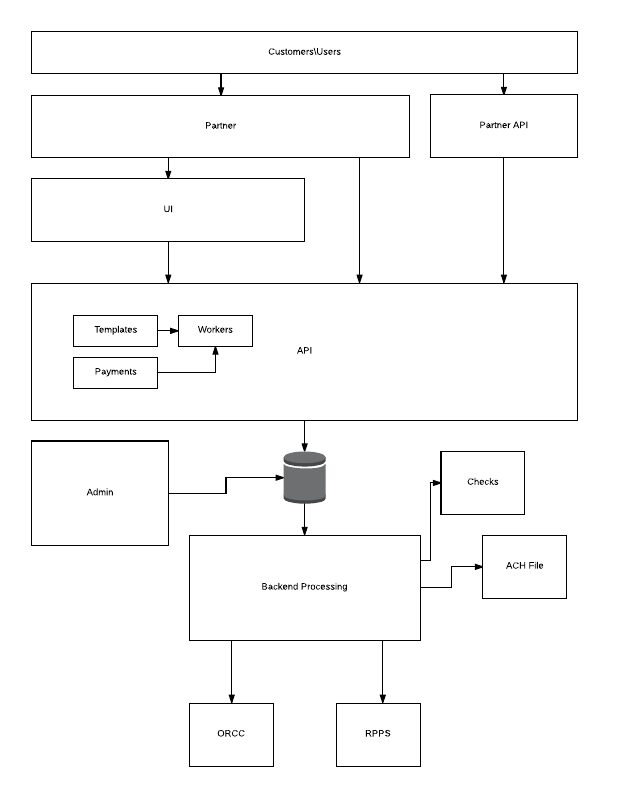 Customers\Users
Partner
Partner API
UI
Templates
Workers
API
Payments
Admin
Checks
ACH File
Backend Processing
ORCC
RPPS